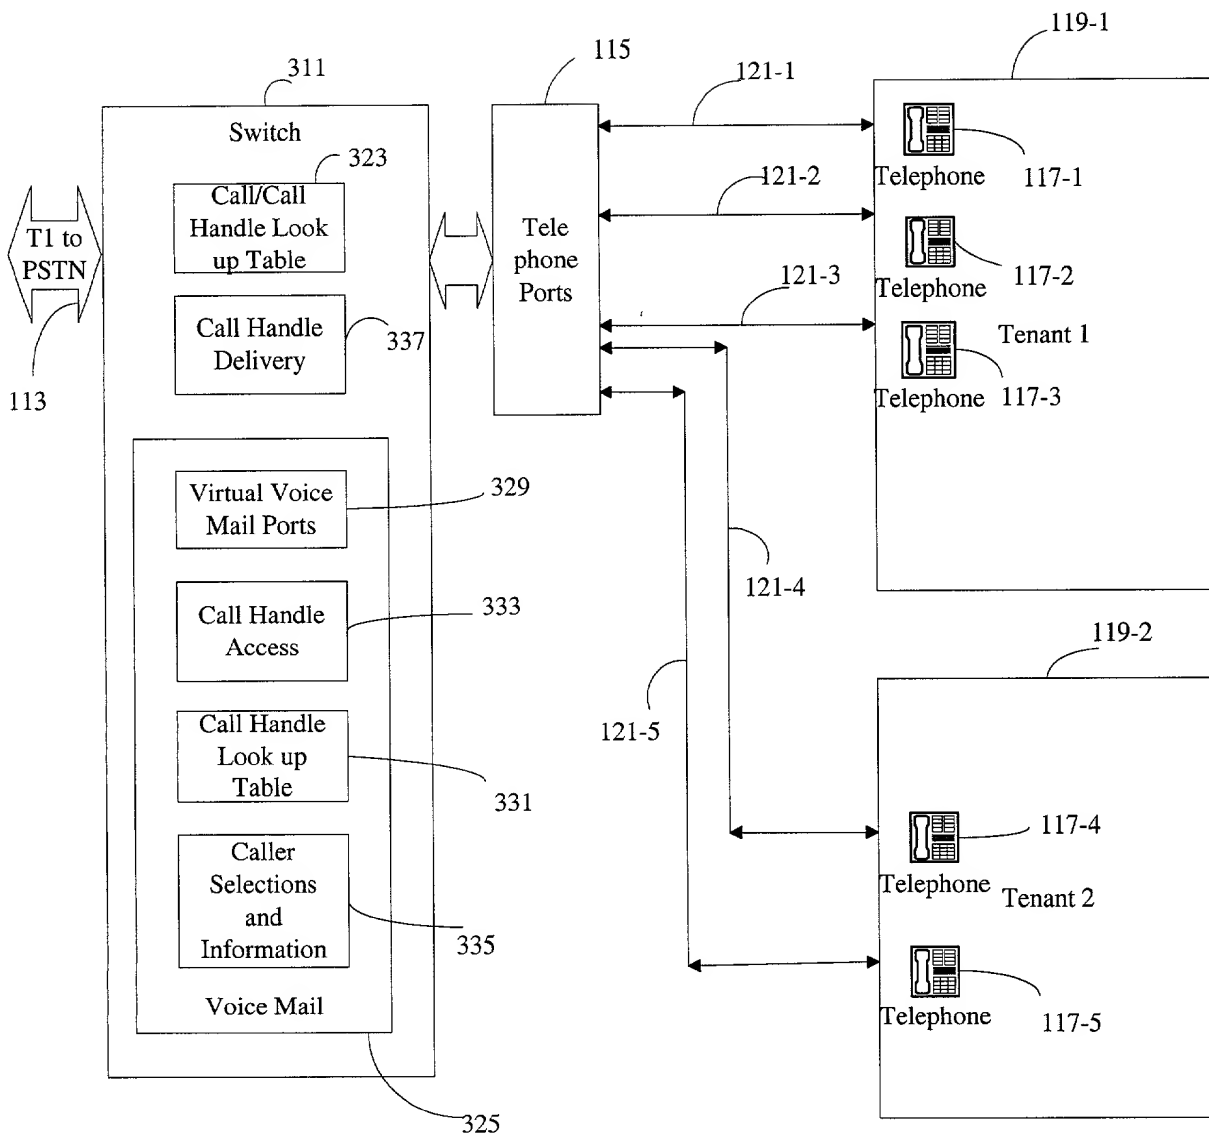 119-1
311
115
121-1
Switch
323
Telephone
117-1
Call/Call
Handle Look
up Table
121-2
T1 to
PSTN
Tele
phone
Ports
117-2
121-3
Telephone
Call Handle
Delivery
337
Tenant 1
113
Telephone
117-3
Virtual Voice
Mail Ports
329
121-4
Call Handle
Access
333
119-2
Call Handle
Look up
Table
121-5
331
117-4
Caller
Selections
and
Information
Telephone
Tenant 2
335
Voice Mail
Telephone
117-5
325